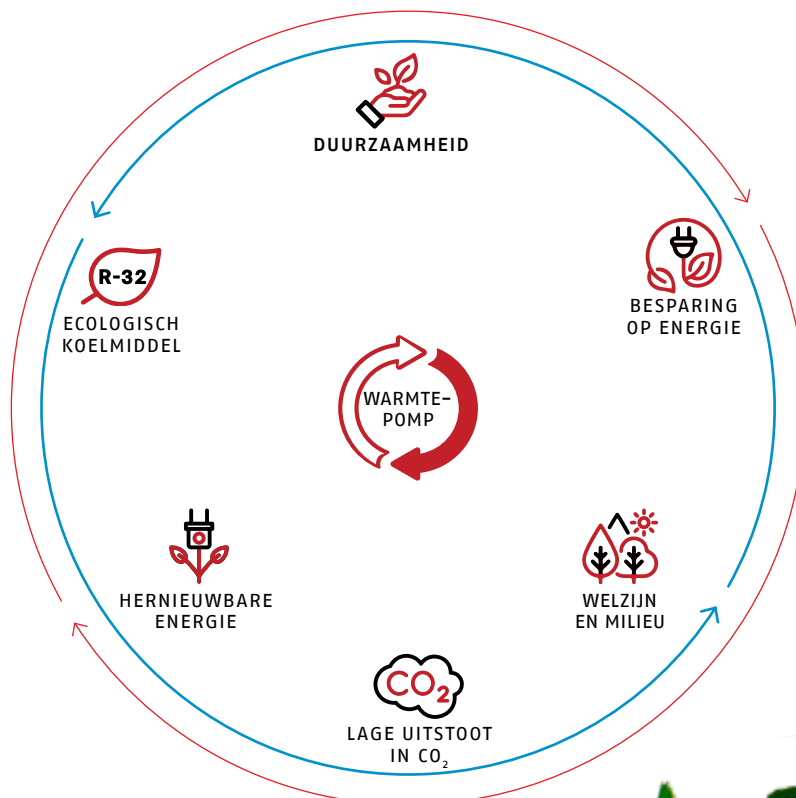 DUURZAAMHEID
R-32
ECOLOGISCH
KOELMIDDEL
BESPARING
OP ENERGIE
WARMTE-
POMP
HERNIEUWBARE
ENERGIE
WELZIJN
EN MILIEU
CO₂
LAGE UITSTOOT
IN CO₂